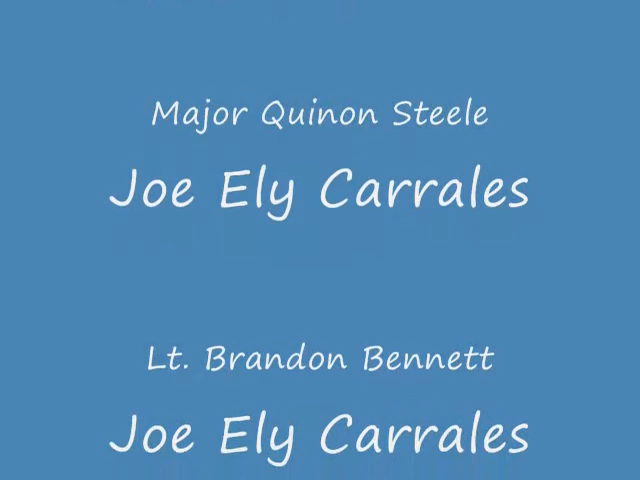 Major Quinon Steele
Joe Ely Carrales
Lt. Brandon Bennett
Joe Ely Carrales